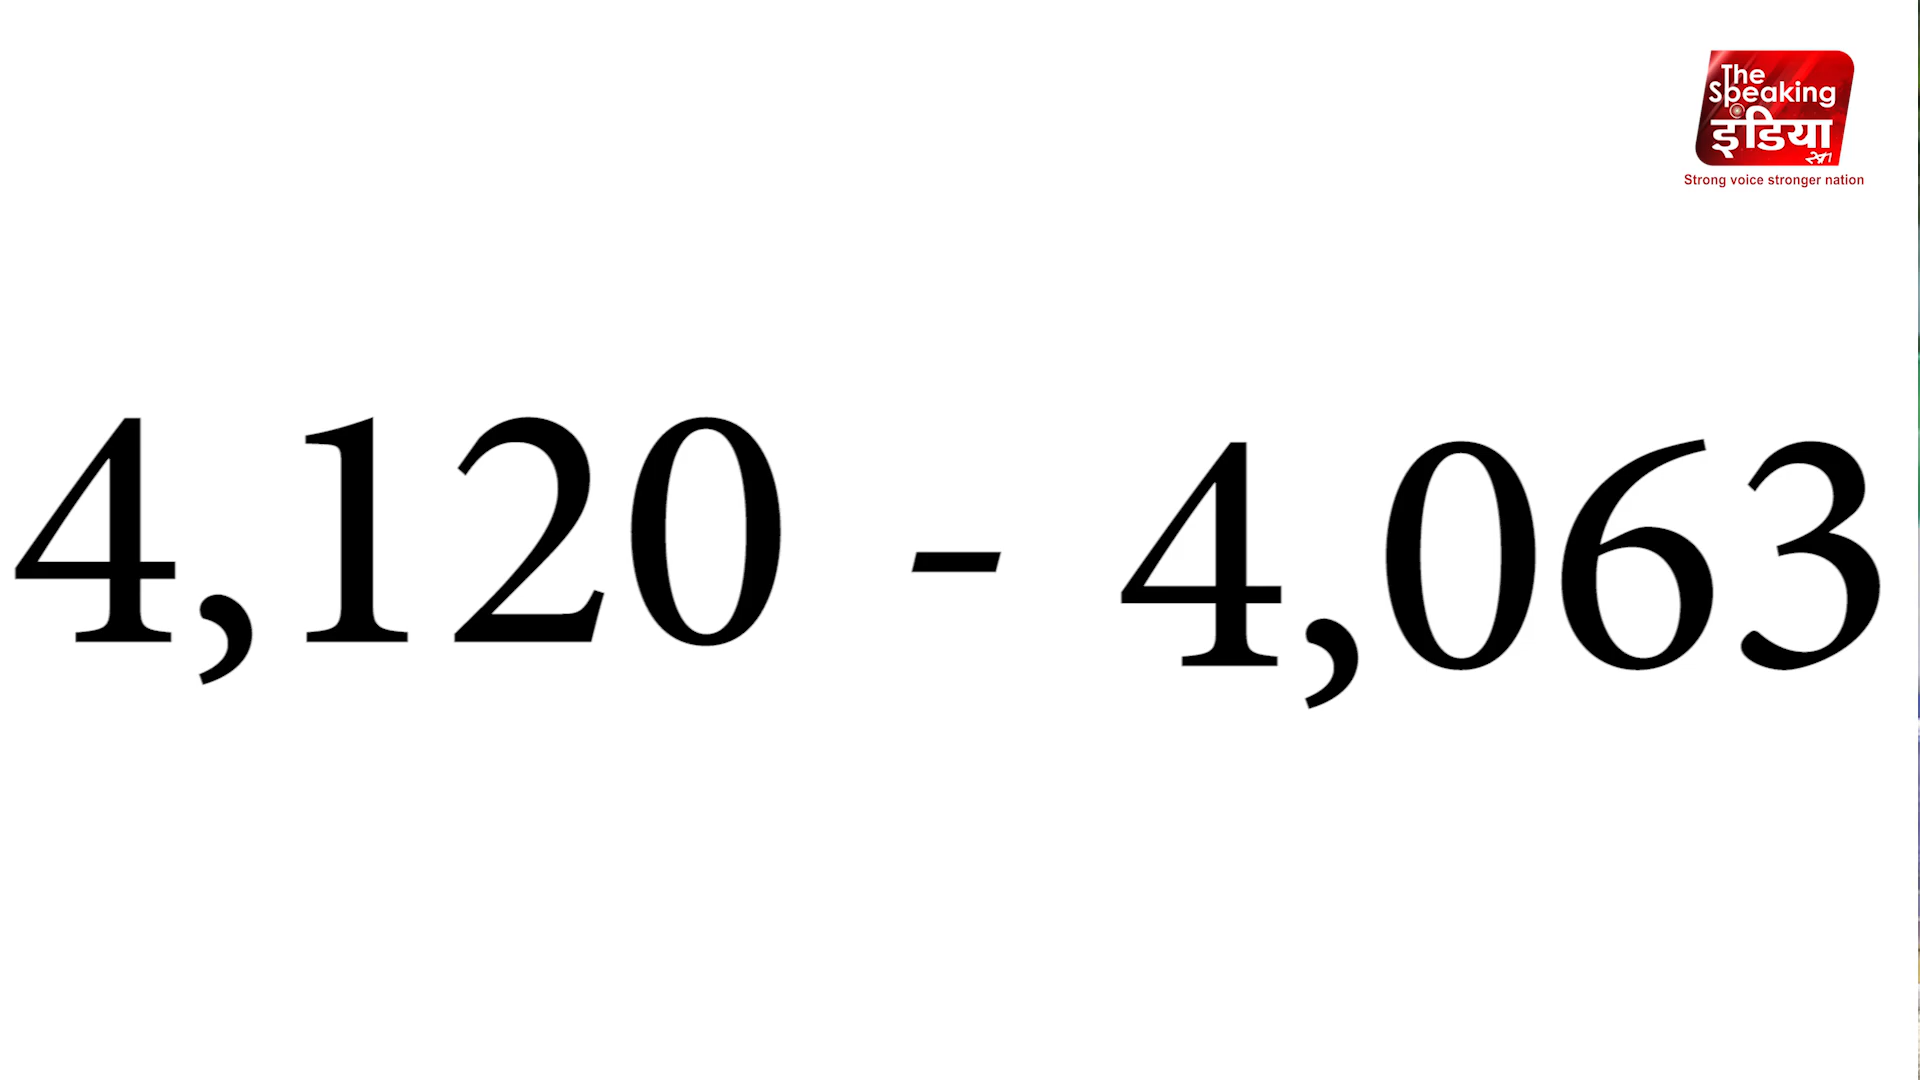 The
Speaking
इंडिया
Strong voice stronger nation
4,120 - 4,063